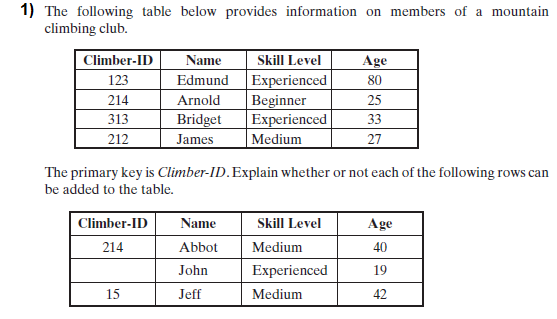 1) The following table below provides information on members of a mountain
climbing club.
Climber-ID Name Skill Level Age
123 Edmund Experienced 80
214 Arnold Beginner 25
313 Bridget Experienced 33
212 James Medium 27
The primary key is Climber-ID. Explain whether or not each of the following rows can
be added to the table.
Climber-ID Name Skill Level Age
214 Abbot Medium 40
John Experienced 19
15 Jeff Medium 42